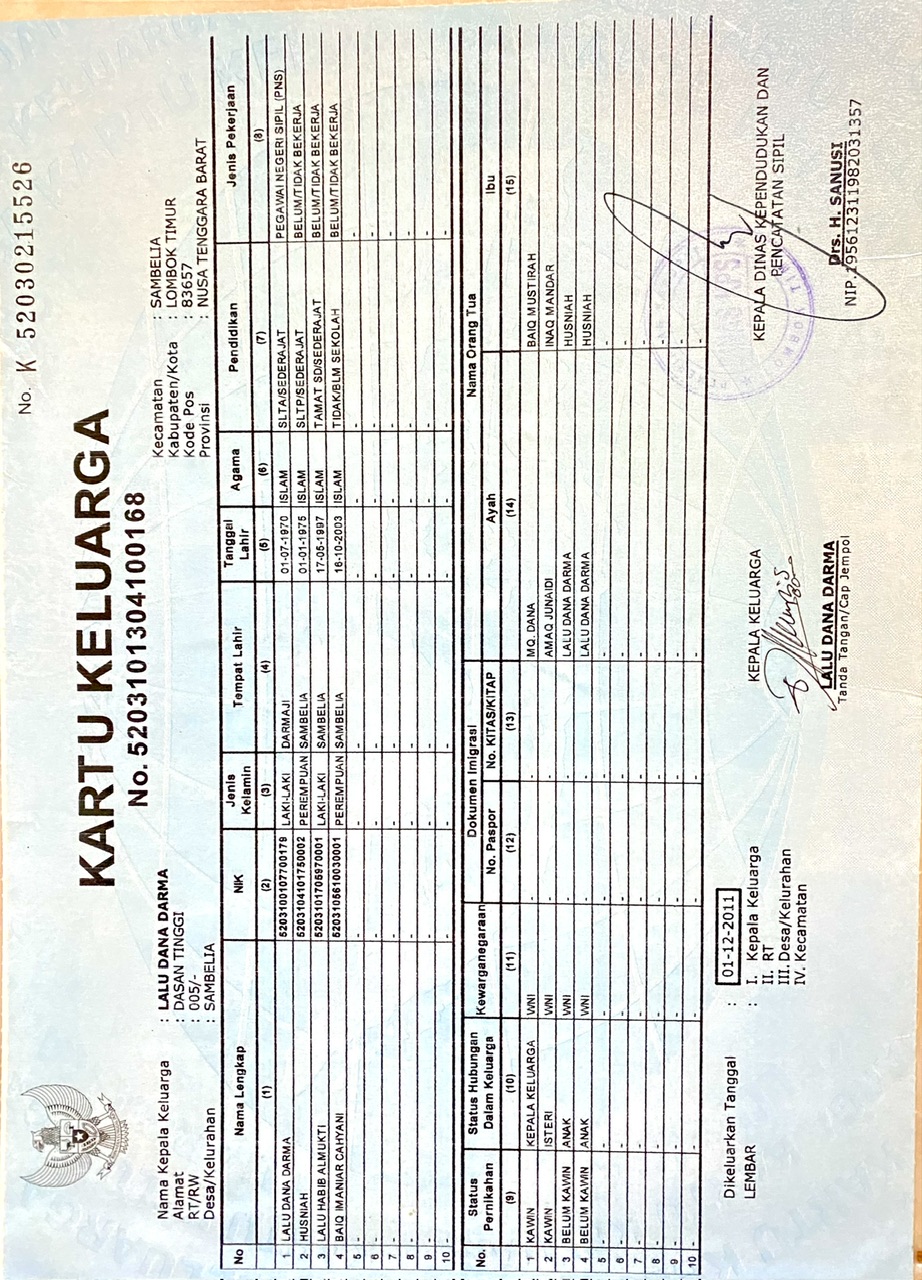 No. K 52030215526
KARTU KELUARGA
No. 5203101304100168
Nama Kepala Keluarga : LALU DANA DARMA
Alamat : DASAN TINGGI
RT/RW : 005/-
Desa/Kelurahan : SAMBELIA
Kecamatan : SAMBELIA
Kabupaten/Kota : LOMBOK TIMUR
Kode Pos : 83657
Provinsi : NUSA TENGGARA BARAT
No Nama Lengkap NIK Jenis Kelamin Tempat Lahir Tanggal Lahir Agama Pendidikan Jenis Pekerjaan
(1) (2) (3) (4) (5) (6) (7) (8)
1 LALU DANA DARMA 5203100107700179 LAKI-LAKI DARMAJI 01-07-1970 ISLAM SLTA/SEDERAJAT PEGAWAI NEGERI SIPIL (PNS)
2 HUSNIAH 5203104101750002 PEREMPUAN SAMBELIA 01-01-1975 ISLAM SLTP/SEDERAJAT BELUM/TIDAK BEKERJA
3 LALU HABIB ALMUKTI 5203101705970001 LAKI-LAKI SAMBELIA 17-05-1997 ISLAM TAMAT SD/SEDERAJAT BELUM/TIDAK BEKERJA
4 BAIQ IMANIAR CAHYANI 5203105610030001 PEREMPUAN SAMBELIA 16-10-2003 ISLAM TIDAK/BLM SEKOLAH BELUM/TIDAK BEKERJA
5 - - - - - - - -
6 - - - - - - - -
7 - - - - - - - -
8 - - - - - - - -
9 - - - - - - - -
10 - - - - - - - -
No. Status Pernikahan Status Hubungan Dalam Keluarga Kewarganegaraan Dokumen Imigrasi Nama Orang Tua
No. Paspor No. KITAS/KITAP Ayah Ibu
(9) (10) (11) (12) (13) (14) (15)
1 KAWIN KEPALA KELUARGA WNI - - MQ. DANA BAIQ MUSTIRAH
2 KAWIN ISTERI WNI - - AMAQ JUNAIDI INAQ MANDAR
3 BELUM KAWIN ANAK WNI - - LALU DANA DARMA HUSNIAH
4 BELUM KAWIN ANAK WNI - - LALU DANA DARMA HUSNIAH
5 - - - - - - -
6 - - - - - - -
7 - - - - - - -
8 - - - - - - -
9 - - - - - - -
10 - - - - - - -
Dikeluarkan Tanggal : 01-12-2011
LEMBAR : I. Kepala Keluarga
II. RT
III. Desa/Kelurahan
IV. Kecamatan
KEPALA KELUARGA
LALU DANA DARMA
Tanda Tangan/Cap Jempol
KEPALA DINAS KEPENDUDUKAN DAN
PENCATATAN SIPIL
Drs. H. SANUSI
NIP.195612311982031357